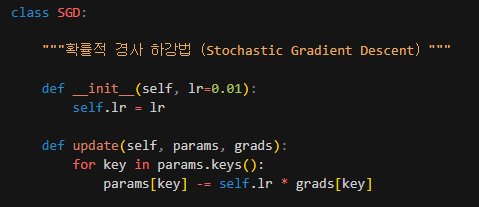 class SGD:
    """확률적 경사 하강법 (Stochastic Gradient Descent) """
    def __init__(self, lr=0.01):
        self.lr = lr
    def update(self, params, grads):
        for key in params.keys():
            params[key] -= self.lr * grads[key]